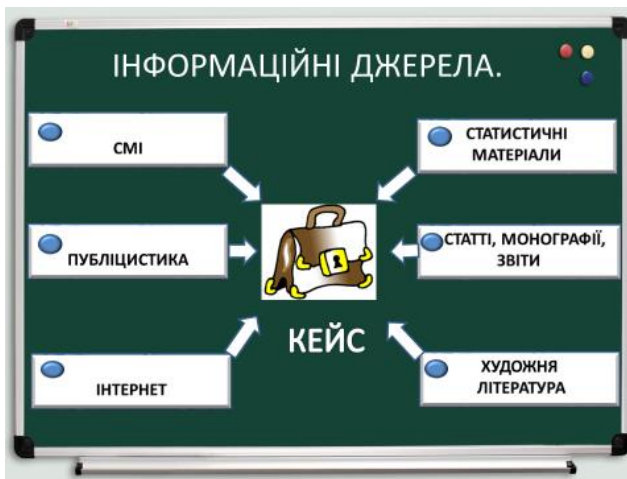 ІНФОРМАЦІЙНІ ДЖЕРЕЛА.
СМІ
ПУБЛІЦИСТИКА
ІНТЕРНЕТ
КЕЙС
СТАТИСТИЧНІ
МАТЕРІАЛИ
СТАТТІ, МОНОГРАФІЇ,
ЗВІТИ
ХУДОЖНЯ
ЛІТЕРАТУРА